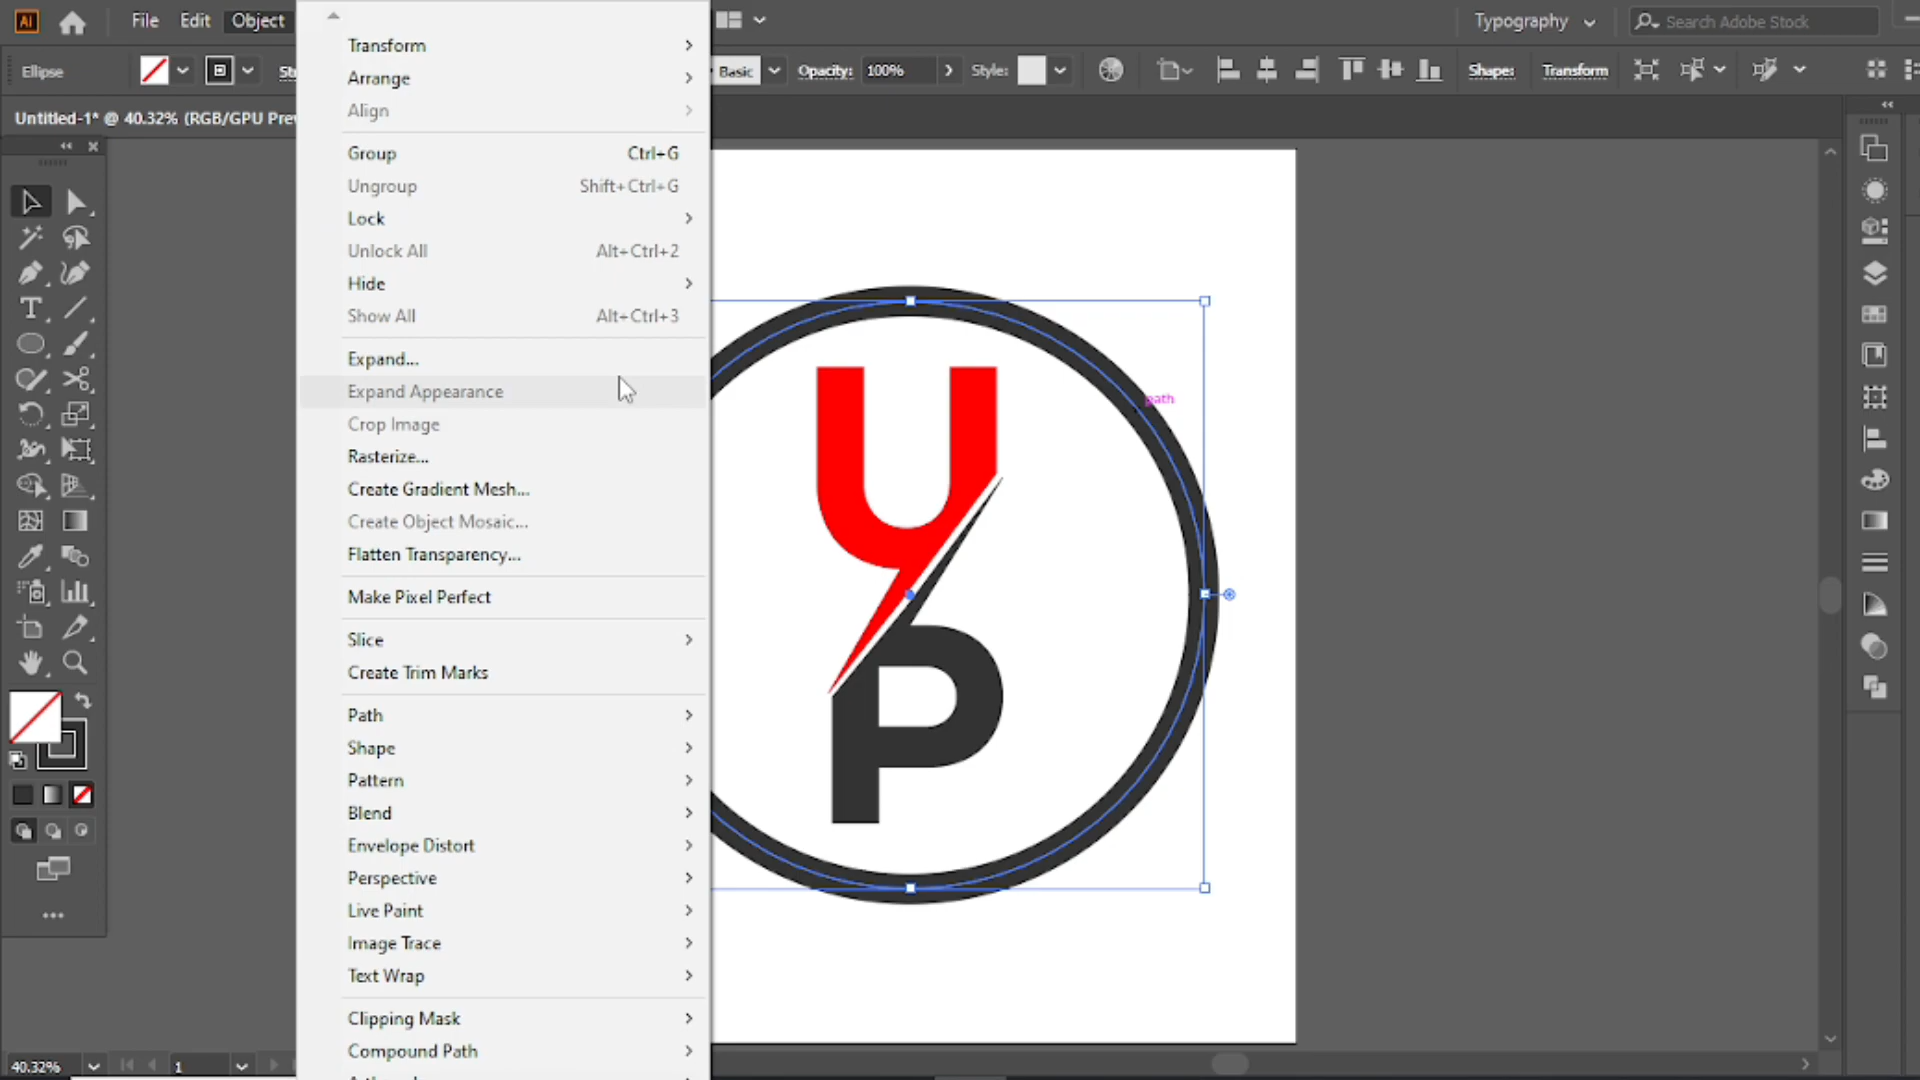 Ai File Edit Object Typography Search Adobe Stock
Ellipse Basic Opacity: 100% Style: Shape: Transform
Untitled-1* @ 40.32% (RGB/GPU Prev
Transform
Arrange
Align
Group Ctrl+G
Ungroup Shift+Ctrl+G
Lock
Unlock All Alt+Ctrl+2
Hide
Show All Alt+Ctrl+3
Expand...
Expand Appearance
Crop Image
Rasterize...
Create Gradient Mesh...
Create Object Mosaic...
Flatten Transparency...
Make Pixel Perfect
Slice
Create Trim Marks
Path
Shape
Pattern
Blend
Envelope Distort
Perspective
Live Paint
Image Trace
Text Wrap
Clipping Mask
Compound Path
path
U
P
40.32% 1